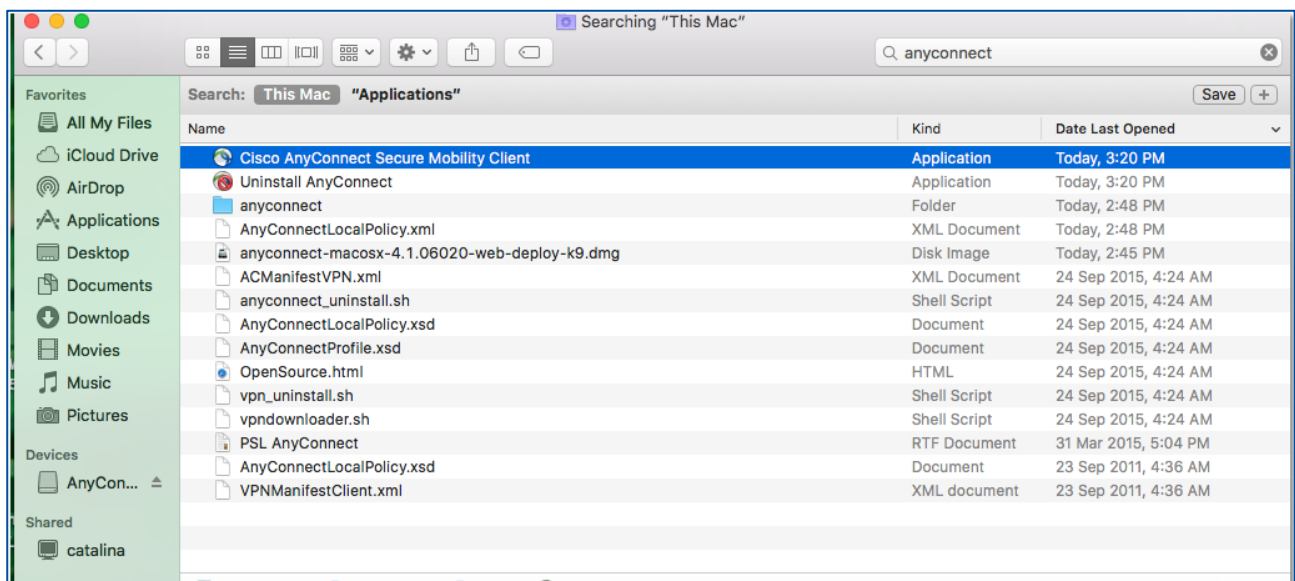 Searching "This Mac"
anyconnect
Favorites
All My Files
iCloud Drive
AirDrop
Applications
Desktop
Documents
Downloads
Movies
Music
Pictures
Devices
AnyCon...
Shared
catalina
Search: This Mac "Applications" Save +
Name Kind Date Last Opened
Cisco AnyConnect Secure Mobility Client Application Today, 3:20 PM
Uninstall AnyConnect Application Today, 3:20 PM
anyconnect Folder Today, 2:48 PM
AnyConnectLocalPolicy.xml XML Document Today, 2:48 PM
anyconnect-macosx-4.1.06020-web-deploy-k9.dmg Disk Image Today, 2:45 PM
ACManifestVPN.xml XML Document 24 Sep 2015, 4:24 AM
anyconnect_uninstall.sh Shell Script 24 Sep 2015, 4:24 AM
AnyConnectLocalPolicy.xsd Document 24 Sep 2015, 4:24 AM
AnyConnectProfile.xsd Document 24 Sep 2015, 4:24 AM
OpenSource.html HTML 24 Sep 2015, 4:24 AM
vpn_uninstall.sh Shell Script 24 Sep 2015, 4:24 AM
vpndownloader.sh Shell Script 24 Sep 2015, 4:24 AM
PSL AnyConnect RTF Document 31 Mar 2015, 5:04 PM
AnyConnectLocalPolicy.xsd Document 23 Sep 2011, 4:36 AM
VPNManifestClient.xml XML document 23 Sep 2011, 4:36 AM